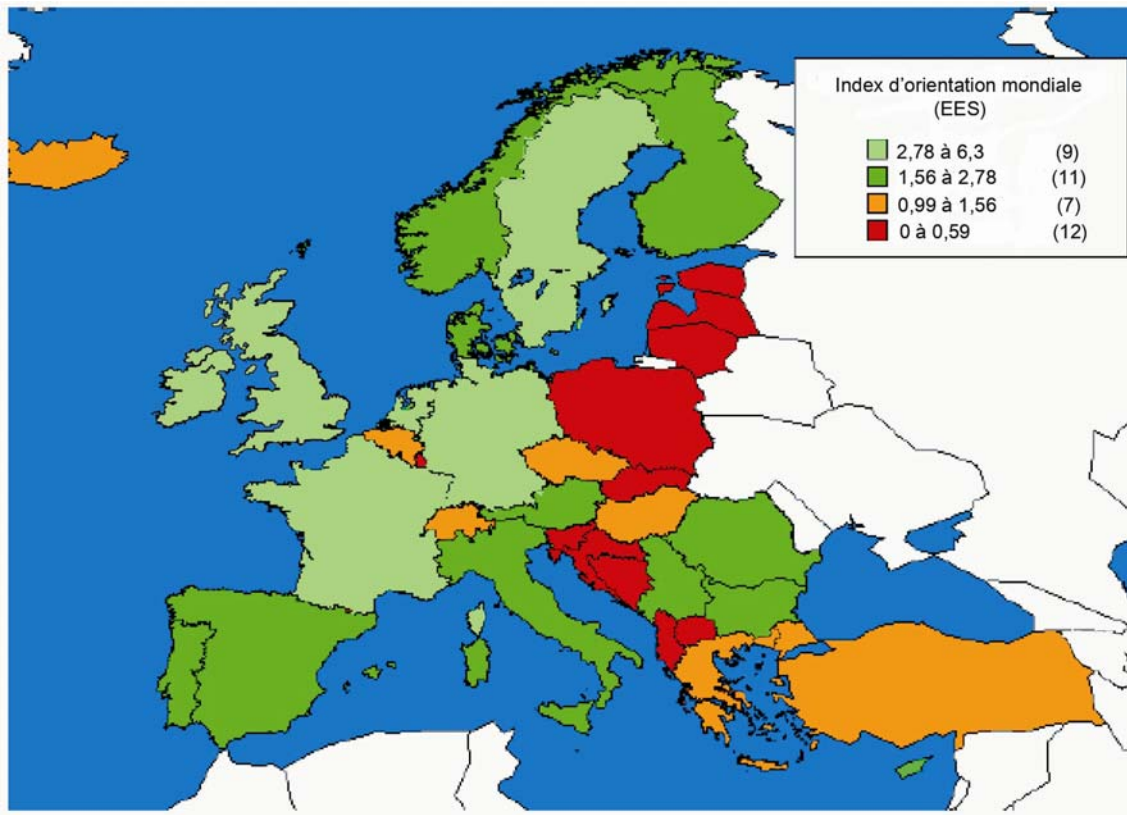 Index d'orientation mondiale
(EES)
2,78 à 6,3 (9)
1,56 à 2,78 (11)
0,99 à 1,56 (7)
0 à 0,59 (12)